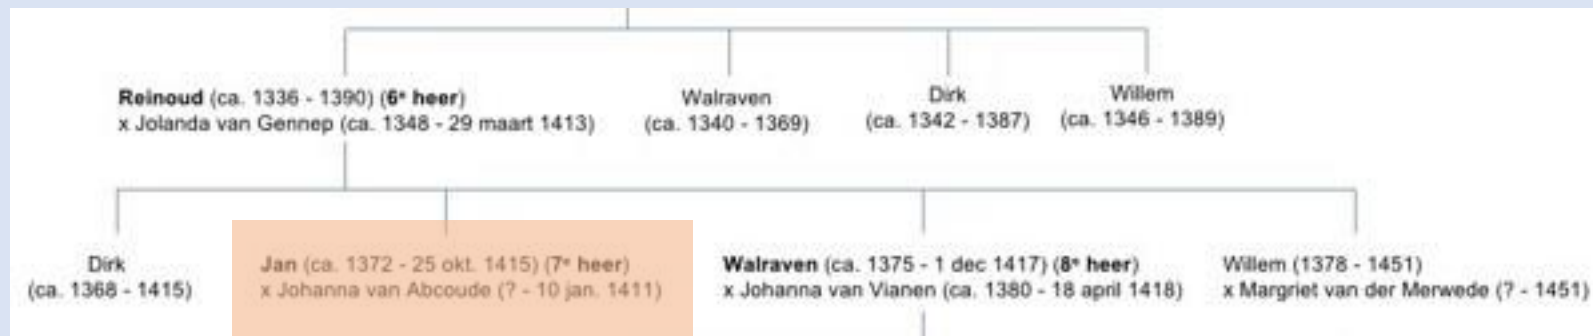 Reinoud (ca. 1336 - 1390) (6e heer)
x Jolanda van Gennep (ca. 1348 - 29 maart 1413)
Walraven
(ca. 1340 - 1369)
Dirk
(ca. 1342 - 1387)
Willem
(ca. 1346 - 1389)
Dirk
(ca. 1368 - 1415)
Jan (ca. 1372 - 25 okt. 1415) (7e heer)
x Johanna van Abcoude (? - 10 jan. 1411)
Walraven (ca. 1375 - 1 dec 1417) (8e heer)
x Johanna van Vianen (ca. 1380 - 18 april 1418)
Willem (1378 - 1451)
x Margriet van der Merwede (? - 1451)